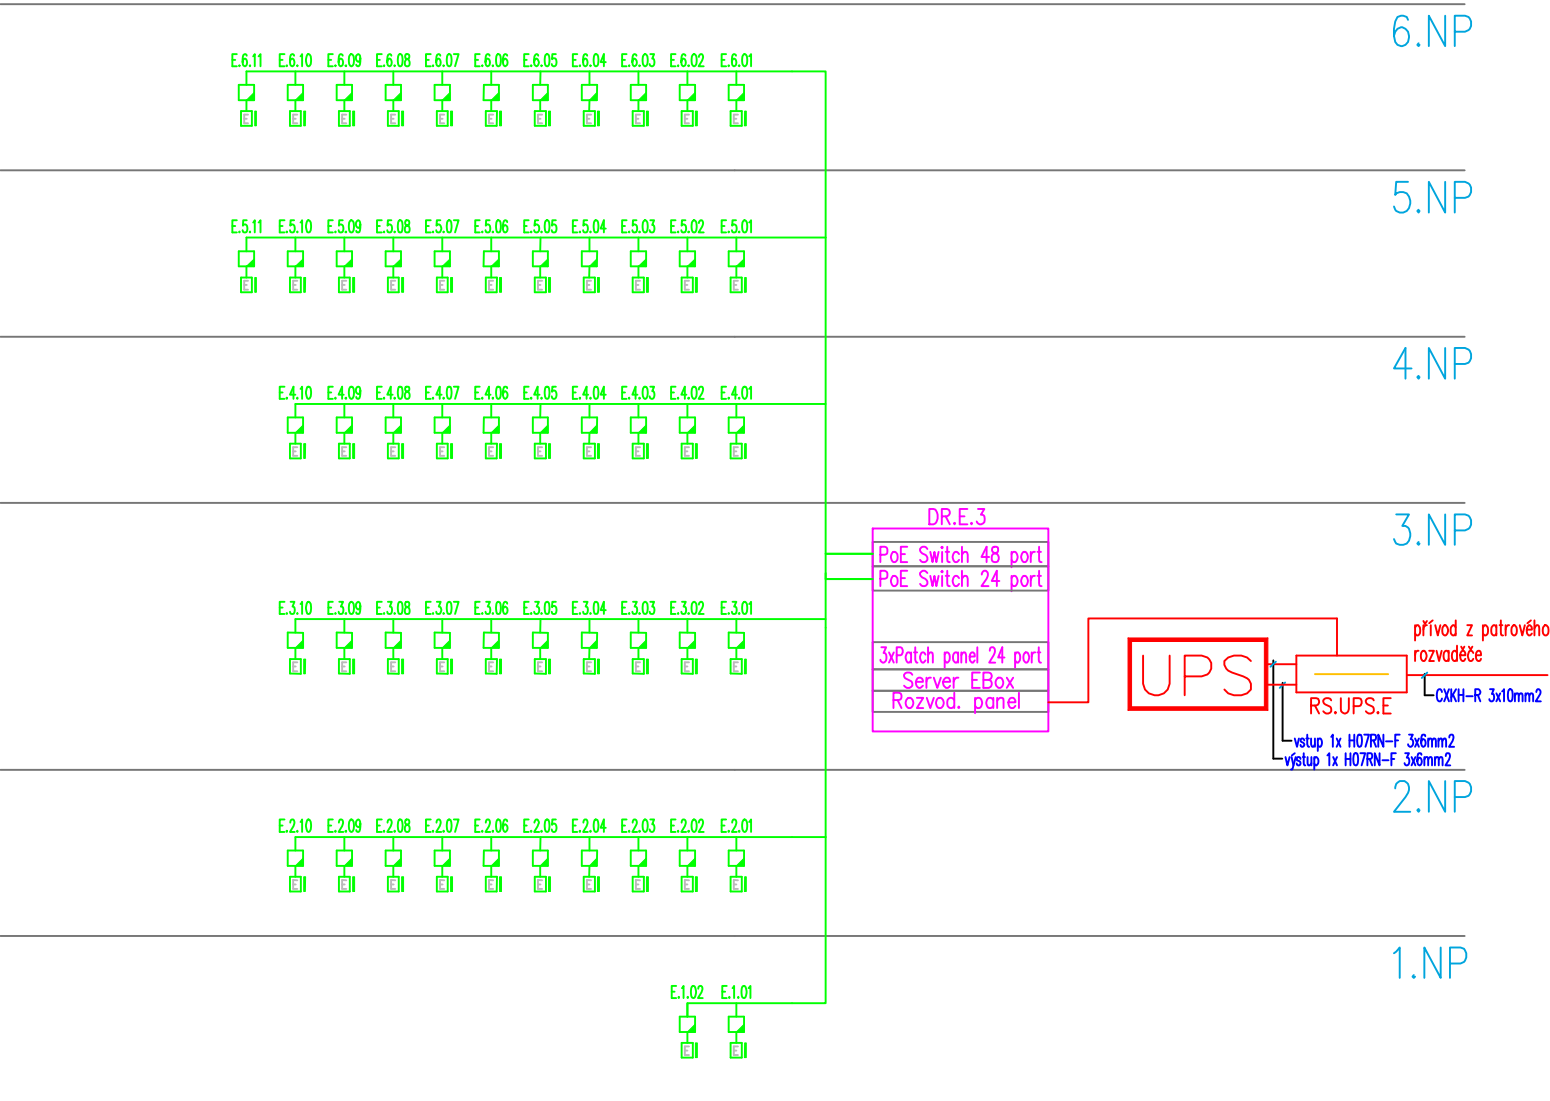 6.NP
E.6.11 E.6.10 E.6.09 E.6.08 E.6.07 E.6.06 E.6.05 E.6.04 E.6.03 E.6.02 E.6.01
E E E E E E E E E E E
5.NP
E.5.11 E.5.10 E.5.09 E.5.08 E.5.07 E.5.06 E.5.05 E.5.04 E.5.03 E.5.02 E.5.01
E E E E E E E E E E E
4.NP
E.4.10 E.4.09 E.4.08 E.4.07 E.4.06 E.4.05 E.4.04 E.4.03 E.4.02 E.4.01
E E E E E E E E E E
3.NP
DR.E.3
PoE Switch 48 port
PoE Switch 24 port
E.3.10 E.3.09 E.3.08 E.3.07 E.3.06 E.3.05 E.3.04 E.3.03 E.3.02 E.3.01
E E E E E E E E E E
3xPatch panel 24 port
Server EBox
Rozvod. panel
UPS
RS.UPS.E
přívod z patrového
rozvaděče
CXKH-R 3x10mm2
vstup 1x H07RN-F 3x6mm2
výstup 1x H07RN-F 3x6mm2
2.NP
E.2.10 E.2.09 E.2.08 E.2.07 E.2.06 E.2.05 E.2.04 E.2.03 E.2.02 E.2.01
E E E E E E E E E E
1.NP
E.1.02 E.1.01
E E